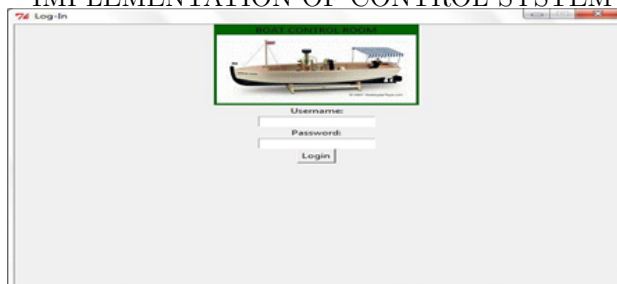 IMPLEMENTATION OF CONTROL SYSTEM
Log-In
BOAT CONTROL ROOM
Username:
Password:
Login